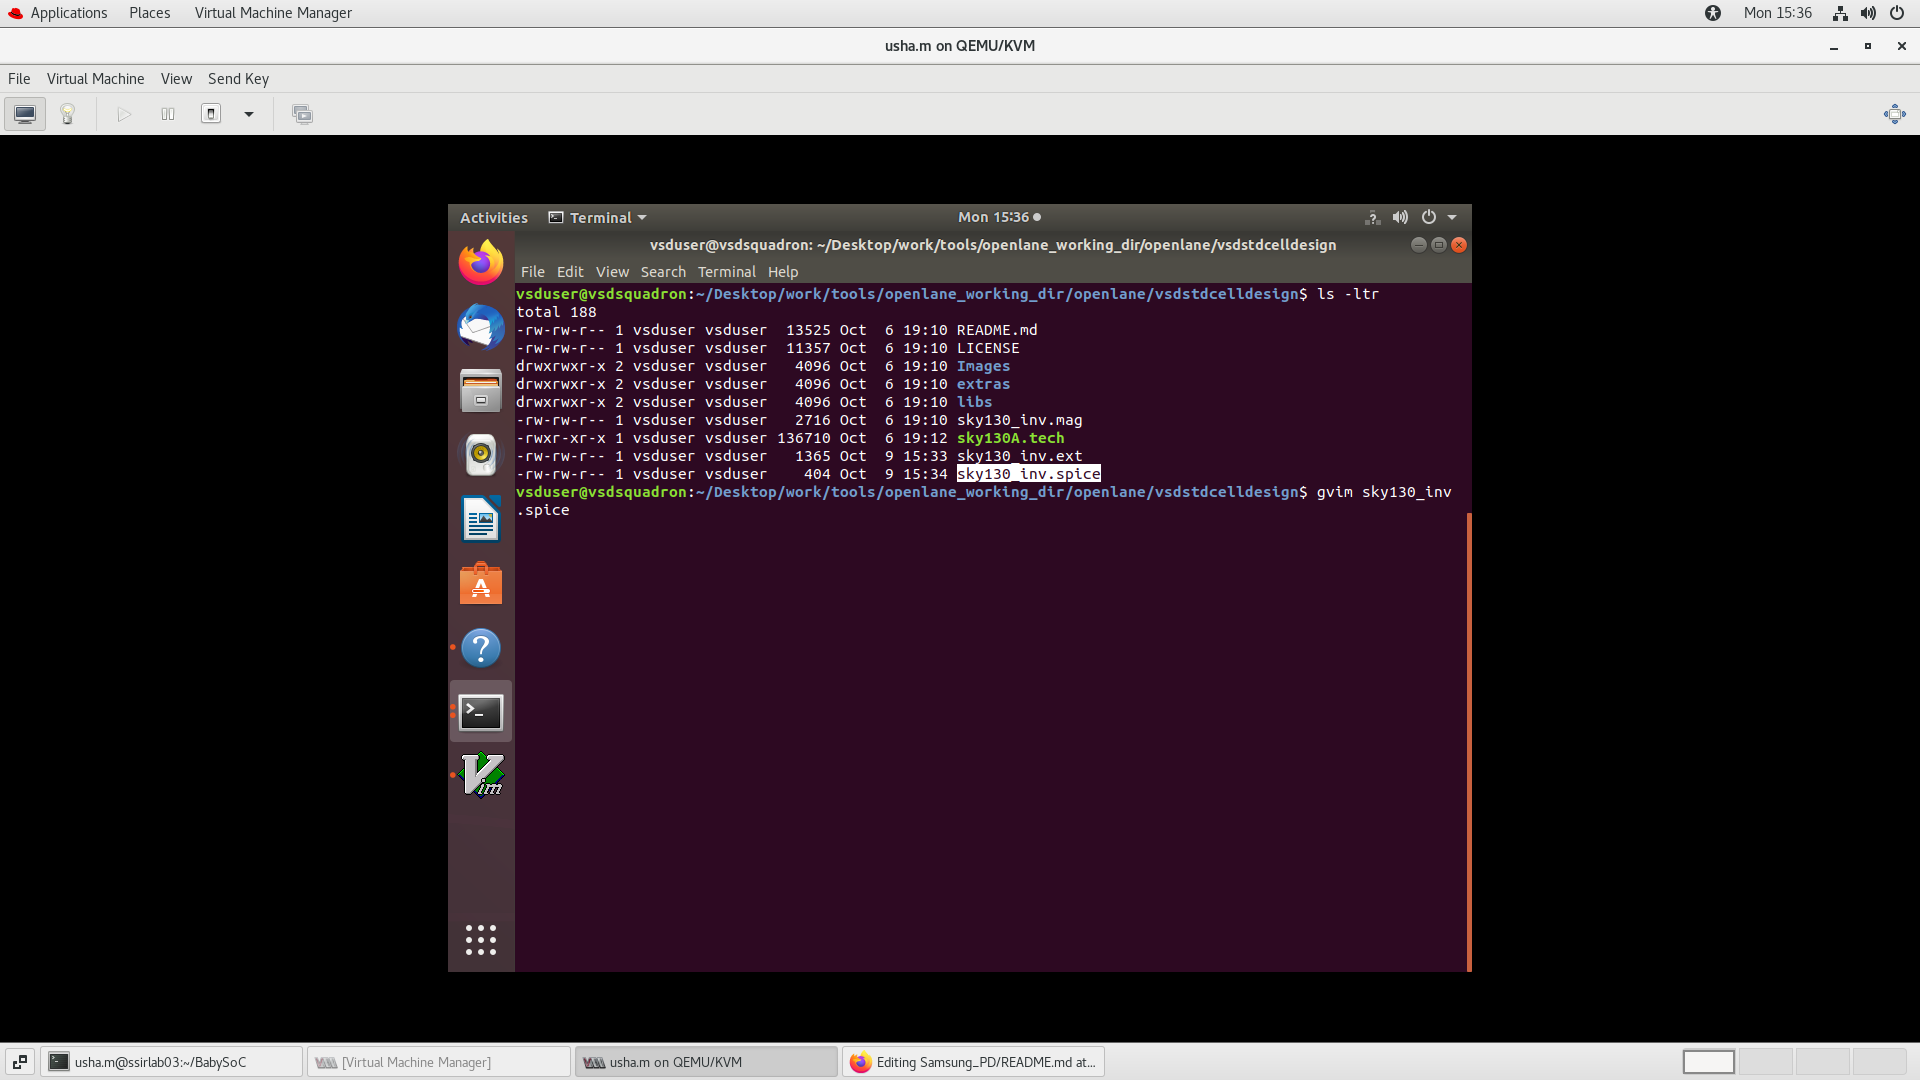 Applications Places Virtual Machine Manager Mon 15:36
usha.m on QEMU/KVM
File Virtual Machine View Send Key
Activities Terminal Mon 15:36
vsduser@vsdsquadron: ~/Desktop/work/tools/openlane_working_dir/openlane/vsdstdcelldesign
File Edit View Search Terminal Help
vsduser@vsdsquadron:~/Desktop/work/tools/openlane_working_dir/openlane/vsdstdcelldesign$ ls -ltr
total 188
-rw-rw-r-- 1 vsduser vsduser  13525 Oct  6 19:10 README.md
-rw-rw-r-- 1 vsduser vsduser  11357 Oct  6 19:10 LICENSE
drwxrwxr-x 2 vsduser vsduser   4096 Oct  6 19:10 Images
drwxrwxr-x 2 vsduser vsduser   4096 Oct  6 19:10 extras
drwxrwxr-x 2 vsduser vsduser   4096 Oct  6 19:10 libs
-rw-rw-r-- 1 vsduser vsduser   2716 Oct  6 19:10 sky130_inv.mag
-rwxr-xr-x 1 vsduser vsduser 136710 Oct  6 19:12 sky130A.tech
-rw-rw-r-- 1 vsduser vsduser   1365 Oct  9 15:33 sky130_inv.ext
-rw-rw-r-- 1 vsduser vsduser    404 Oct  9 15:34 sky130_inv.spice
vsduser@vsdsquadron:~/Desktop/work/tools/openlane_working_dir/openlane/vsdstdcelldesign$ gvim sky130_inv
.spice
usha.m@ssirlab03:~/BabySoC [Virtual Machine Manager] usha.m on QEMU/KVM Editing Samsung_PD/README.md at...